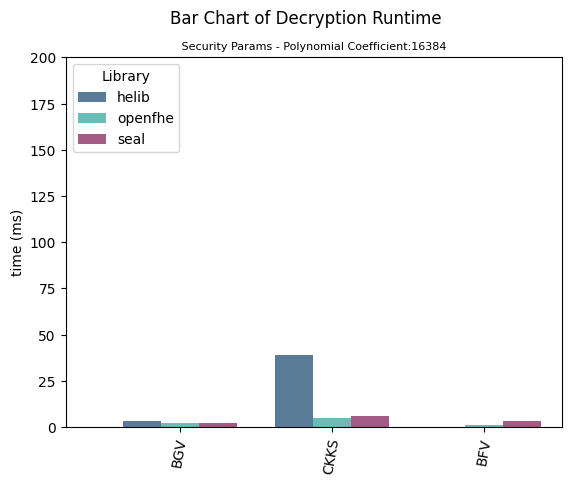 Bar Chart of Decryption Runtime
Security Params - Polynomial Coefficient:16384
200
175
150
125
100
75
50
25
0
time (ms)
Library
helib
openfhe
seal
BGV
CKKS
BFV